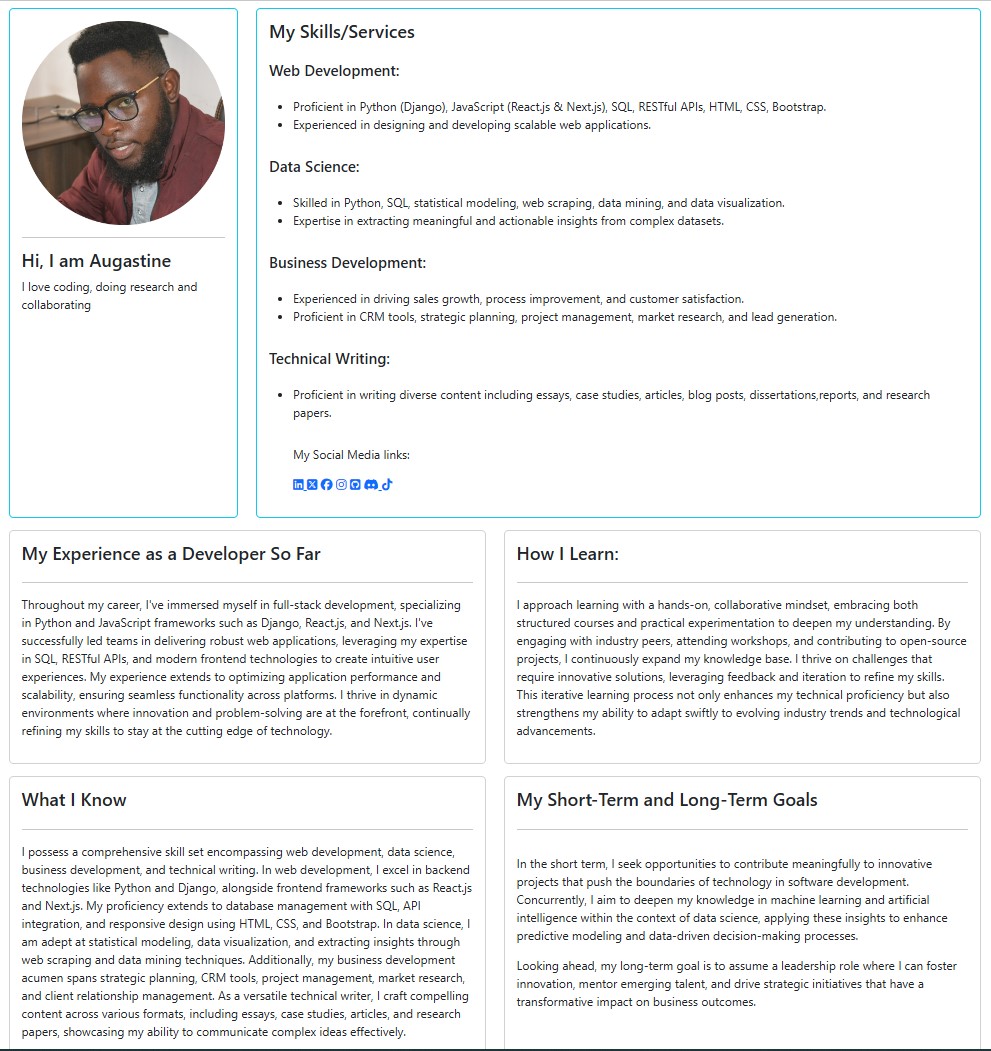 Hi, I am Augastine
I love coding, doing research and
collaborating
My Skills/Services
Web Development:
Proficient in Python (Django), JavaScript (React.js & Next.js), SQL, RESTful APIs, HTML, CSS, Bootstrap.
Experienced in designing and developing scalable web applications.
Data Science:
Skilled in Python, SQL, statistical modeling, web scraping, data mining, and data visualization.
Expertise in extracting meaningful and actionable insights from complex datasets.
Business Development:
Experienced in driving sales growth, process improvement, and customer satisfaction.
Proficient in CRM tools, strategic planning, project management, market research, and lead generation.
Technical Writing:
Proficient in writing diverse content including essays, case studies, articles, blog posts, dissertations,reports, and research
papers.
My Social Media links:
My Experience as a Developer So Far
Throughout my career, I've immersed myself in full-stack development, specializing
in Python and JavaScript frameworks such as Django, React.js, and Next.js. I've
successfully led teams in delivering robust web applications, leveraging my expertise
in SQL, RESTful APIs, and modern frontend technologies to create intuitive user
experiences. My experience extends to optimizing application performance and
scalability, ensuring seamless functionality across platforms. I thrive in dynamic
environments where innovation and problem-solving are at the forefront, continually
refining my skills to stay at the cutting edge of technology.
How I Learn:
I approach learning with a hands-on, collaborative mindset, embracing both
structured courses and practical experimentation to deepen my understanding. By
engaging with industry peers, attending workshops, and contributing to open-source
projects, I continuously expand my knowledge base. I thrive on challenges that
require innovative solutions, leveraging feedback and iteration to refine my skills.
This iterative learning process not only enhances my technical proficiency but also
strengthens my ability to adapt swiftly to evolving industry trends and technological
advancements.
What I Know
I possess a comprehensive skill set encompassing web development, data science,
business development, and technical writing. In web development, I excel in backend
technologies like Python and Django, alongside frontend frameworks such as React.js
and Next.js. My proficiency extends to database management with SQL, API
integration, and responsive design using HTML, CSS, and Bootstrap. In data science, I
am adept at statistical modeling, data visualization, and extracting insights through
web scraping and data mining techniques. Additionally, my business development
acumen spans strategic planning, CRM tools, project management, market research,
and client relationship management. As a versatile technical writer, I craft compelling
content across various formats, including essays, case studies, articles, and research
papers, showcasing my ability to communicate complex ideas effectively.
My Short-Term and Long-Term Goals
In the short term, I seek opportunities to contribute meaningfully to innovative
projects that push the boundaries of technology in software development.
Concurrently, I aim to deepen my knowledge in machine learning and artificial
intelligence within the context of data science, applying these insights to enhance
predictive modeling and data-driven decision-making processes.
Looking ahead, my long-term goal is to assume a leadership role where I can foster
innovation, mentor emerging talent, and drive strategic initiatives that have a
transformative impact on business outcomes.